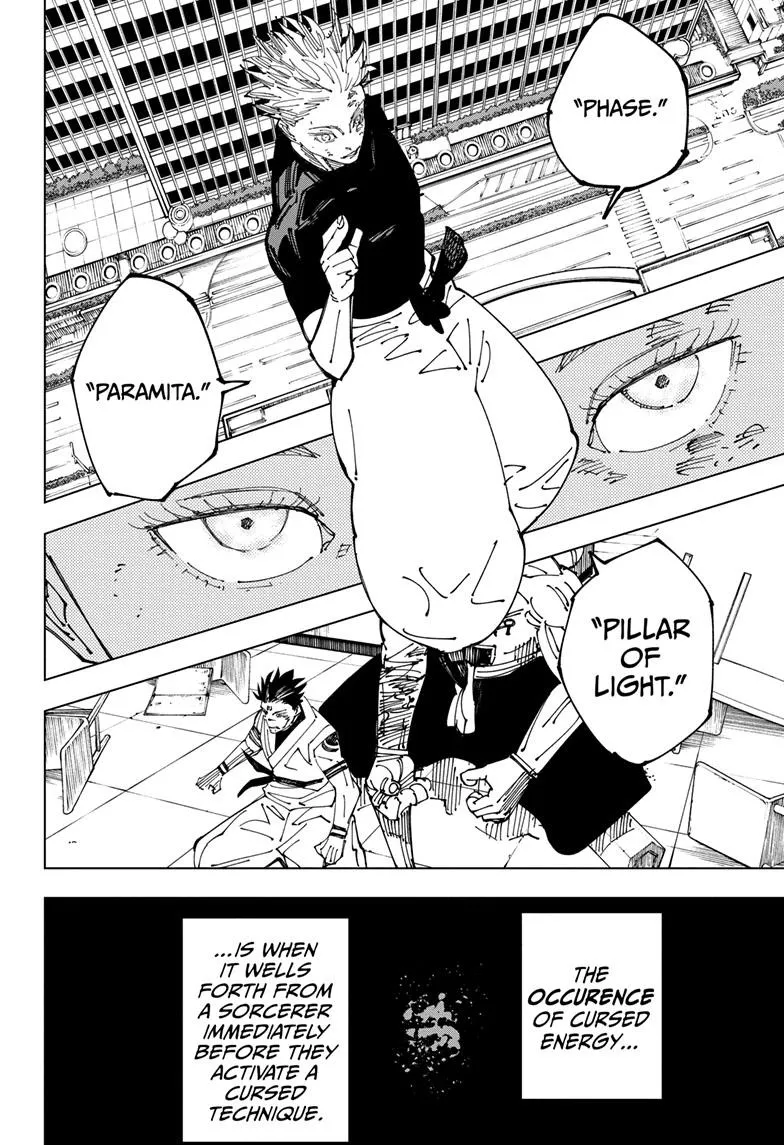 "PHASE."
"PARAMITA."
"PILLAR
OF
LIGHT."
THE
OCCURENCE
OF CURSED
ENERGY...
...IS WHEN
IT WELLS
FORTH FROM
A SORCERER
IMMEDIATELY
BEFORE THEY
ACTIVATE A
CURSED
TECHNIQUE.